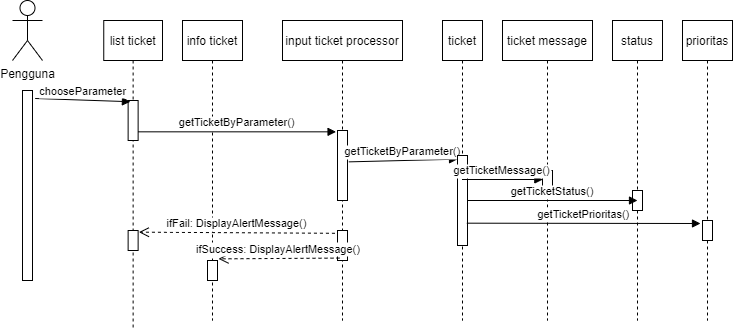 list ticket
info ticket
input ticket processor
ticket
ticket message
status
prioritas
Pengguna
chooseParameter
getTicketByParameter()
getTicketByParameter()
getTicketMessage()
getTicketStatus()
getTicketPrioritas()
ifFail: DisplayAlertMessage()
ifSuccess: DisplayAlertMessage()